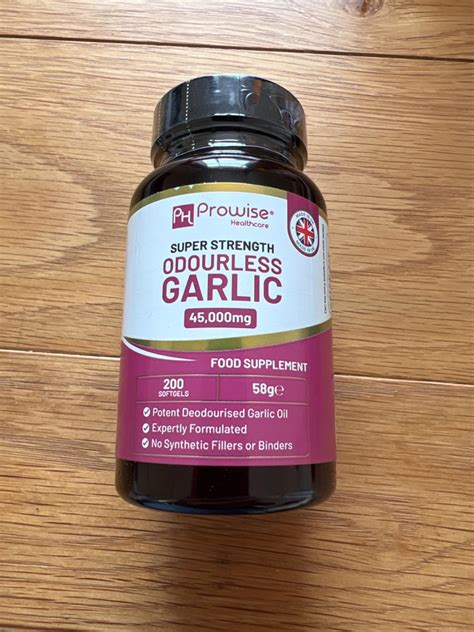 PH Prowise®
Healthcare
SUPER STRENGTH
ODOURLESS
GARLIC
45,000mg
FOOD SUPPLEMENT
200
SOFTGELS
58g℮
Potent Deodourised Garlic Oil
Expertly Formulated
No Synthetic Fillers or Binders